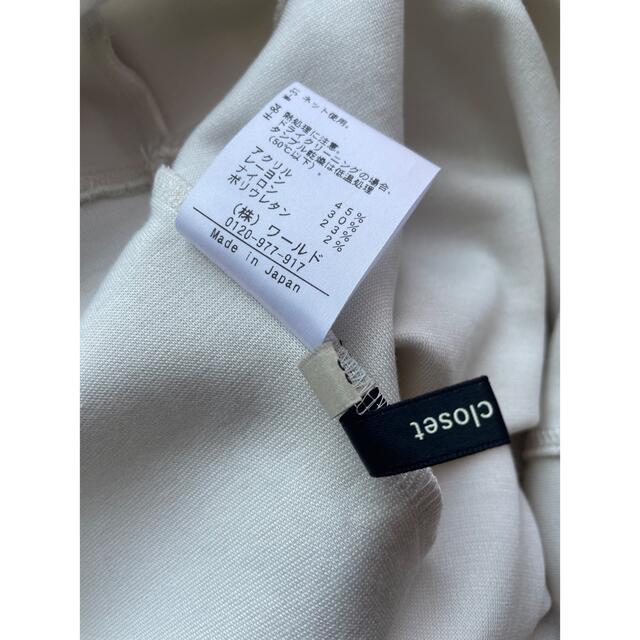 ネット使用。
熱処理に注意。
ドライクリーニングの場合、
タンブル乾燥は低温処理
(50℃以下)。
アクリル 45%
レーヨン 30%
ナイロン 23%
ポリウレタン 2%
(株)ワールド
0120-977-917
Made in Japan
closet